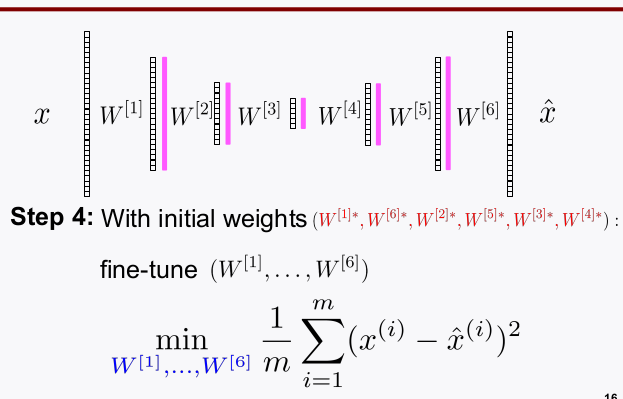 x W^{[1]} W^{[2]} W^{[3]} W^{[4]} W^{[5]} W^{[6]} \hat{x}
Step 4: With initial weights (W^{[1]*}, W^{[6]*}, W^{[2]*}, W^{[5]*}, W^{[3]*}, W^{[4]*}) :
fine-tune (W^{[1]}, \ldots, W^{[6]})
\min_{W^{[1]},\ldots,W^{[6]}} \frac{1}{m} \sum_{i=1}^{m} (x^{(i)} - \hat{x}^{(i)})^2
16